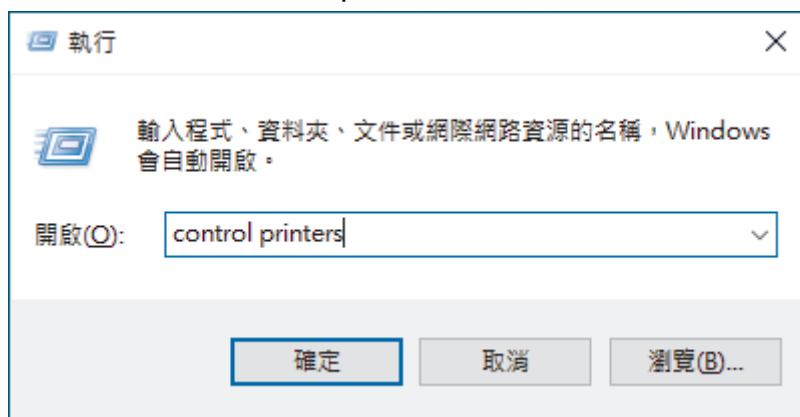 執行
輸入程式、資料夾、文件或網際網路資源的名稱，Windows
會自動開啟。
開啟(O):
control printers
確定
取消
瀏覽(B)...